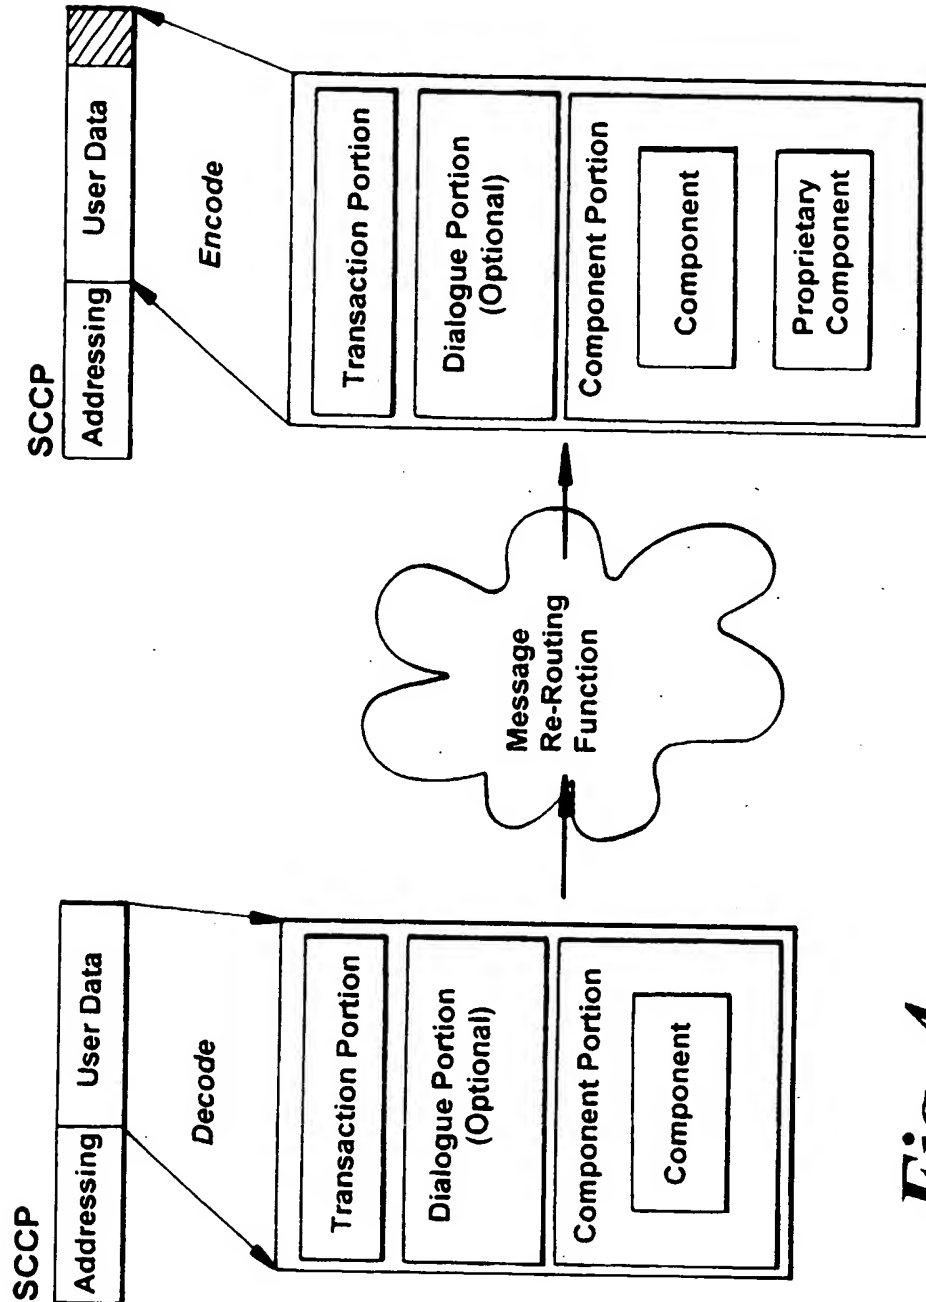 SCCP
Addressing
User Data
Decode
Transaction Portion
Dialogue Portion
(Optional)
Component Portion
Component
Message
Re-Routing
Function
SCCP
Addressing
User Data
Encode
Transaction Portion
Dialogue Portion
(Optional)
Component Portion
Component
Proprietary
Component